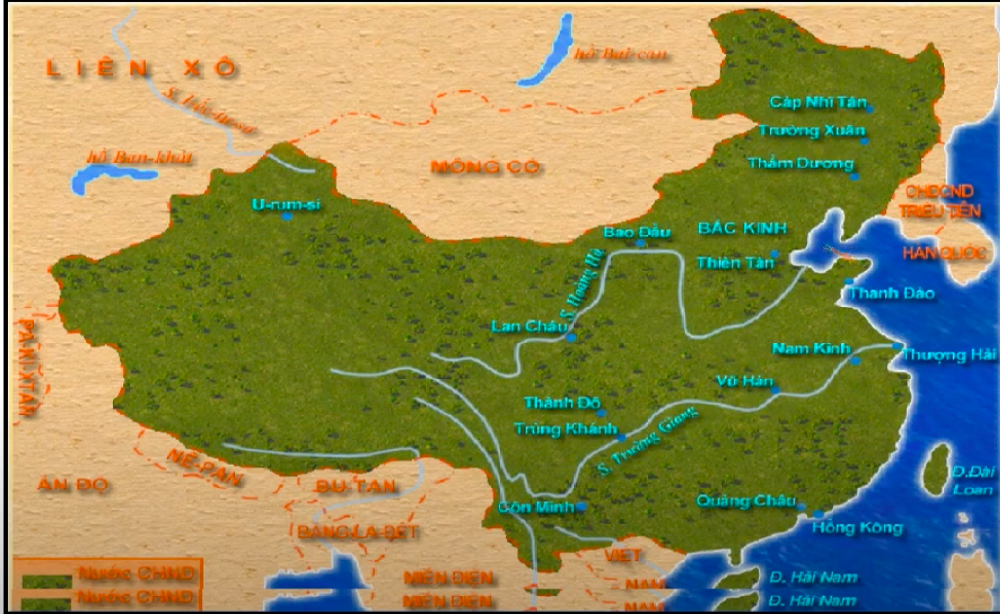 LIÊN XÔ
hồ Bai-can
hồ Ban-khát
MÔNG CỔ
Cáp Nhĩ Tân
Trường Xuân
Thẩm Dương
U-rum-si
CHDCND
TRIỀU TIÊN
HÀN QUỐC
Bao Đầu
BẮC KINH
Thiên Tân
S. Hoàng Hà
Thanh Đảo
Lan Châu
PA-KI-XTAN
Nam Kinh
Thượng Hải
Vũ Hán
Thành Đô
Trùng Khánh
S. Trường Giang
NÊ-PAN
ẤN ĐỘ
BU-TAN
Côn Minh
Quảng Châu
Hồng Kông
Đ.Đài
Loan
BĂNG-LA-ĐÉT
VIỆT
NAM
MIẾN ĐIỆN
Đ. Hải Nam
Nước CHND
Nước CHND
MIẾN ĐIỆN
NAM
Đ. Hải Nam